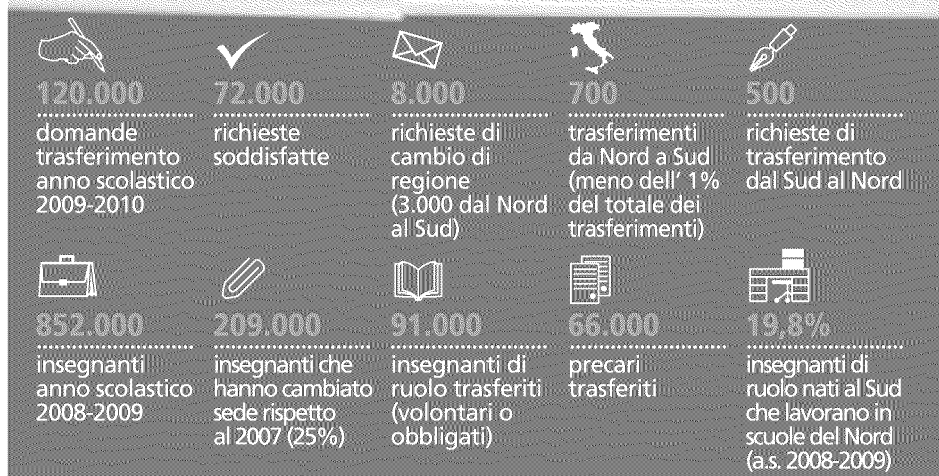 120.000
domande
trasferimento
anno scolastico
2009-2010
72.000
richieste
soddisfatte
8.000
richieste di
cambio di
regione
(3.000 dal Nord
al Sud)
700
trasferimenti
da Nord a Sud
(meno dell' 1%
del totale dei
trasferimenti)
500
richieste di
trasferimento
dal Sud al Nord
852.000
insegnanti
anno scolastico
2008-2009
209.000
insegnanti che
hanno cambiato
sede rispetto
al 2007 (25%)
91.000
insegnanti di
ruolo trasferiti
(volontari o
obbligati)
66.000
precari
trasferiti
19,8%
insegnanti di
ruolo nati al Sud
che lavorano in
scuole del Nord
(a.s. 2008-2009)